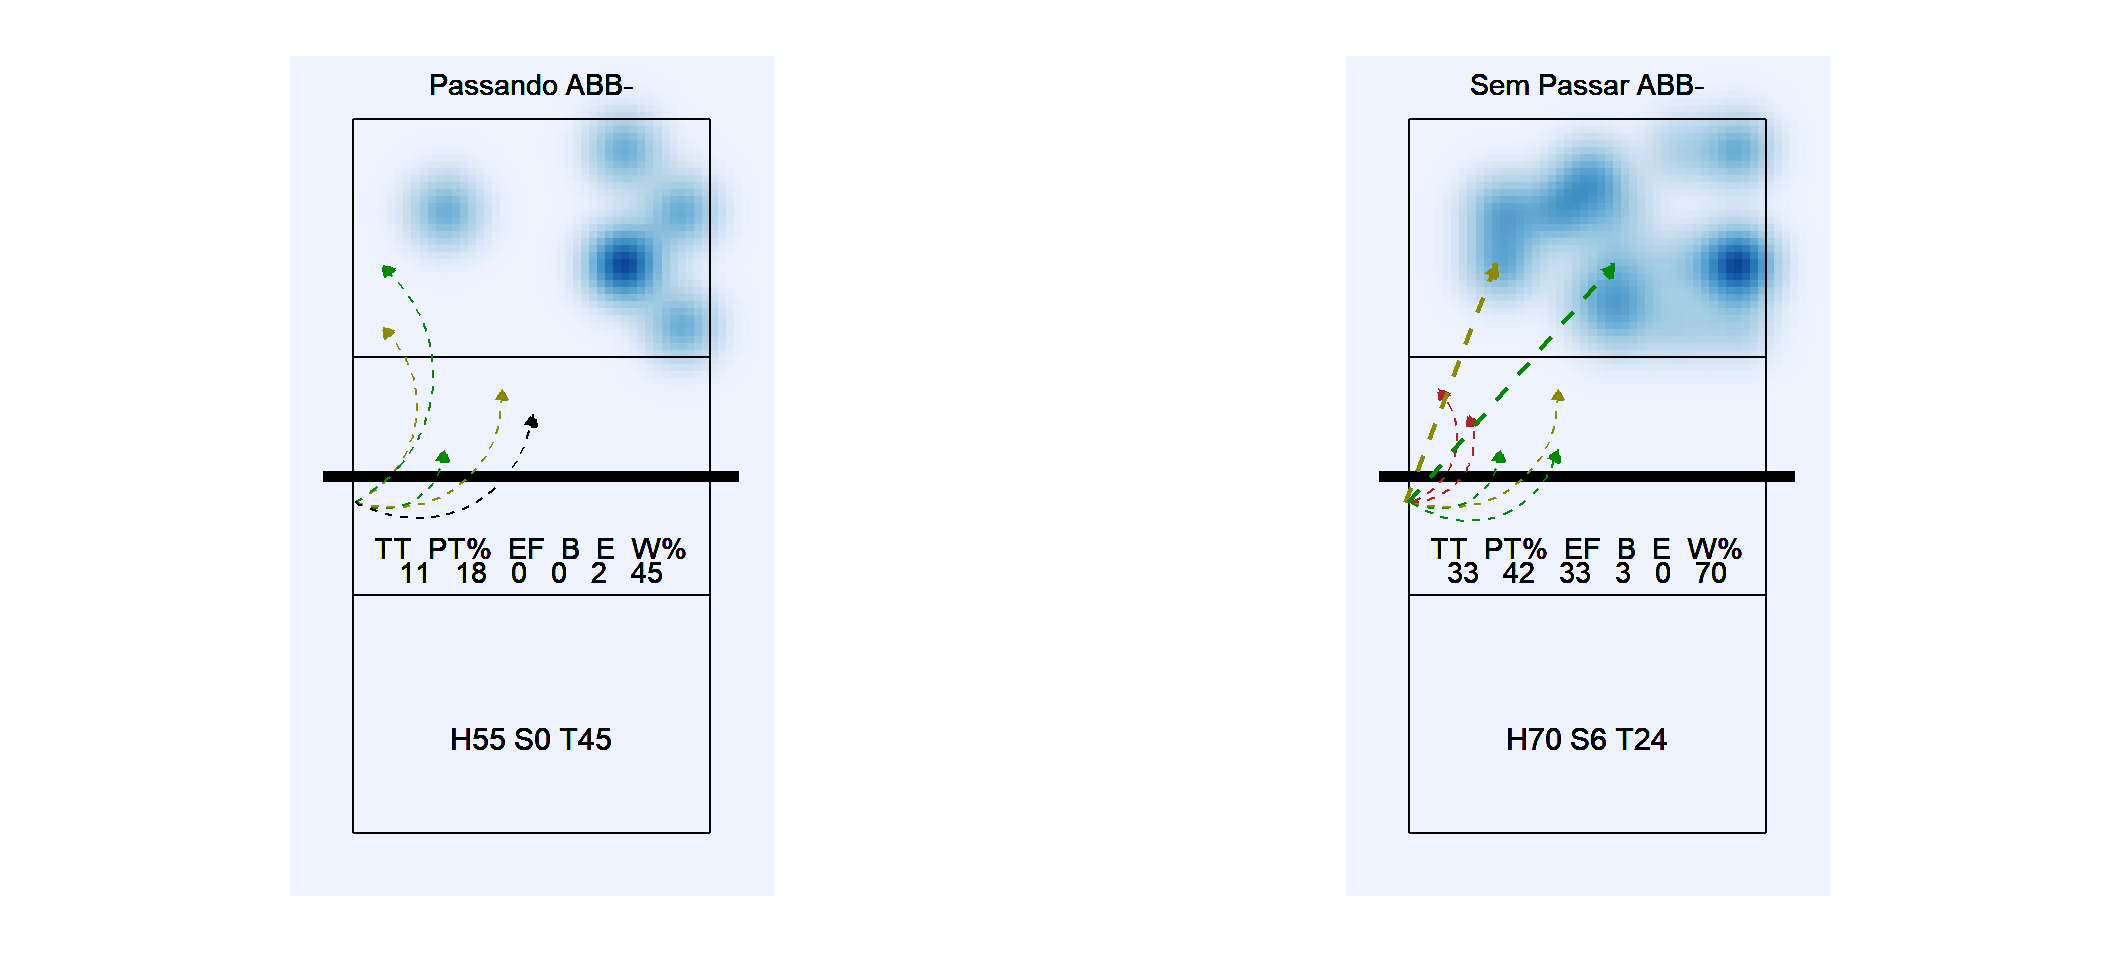 Passando ABB-
TT PT% EF B E W%
11 18 0 0 2 45
H55 S0 T45
Sem Passar ABB-
TT PT% EF B E W%
33 42 33 3 0 70
H70 S6 T24